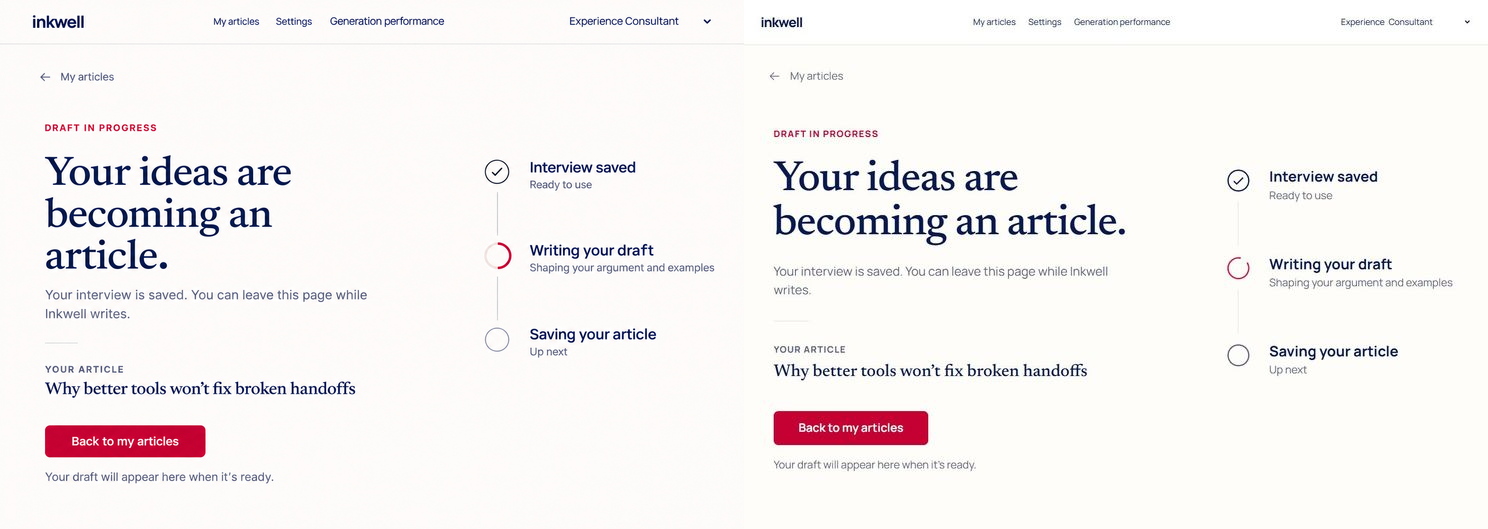 inkwell
My articles
Settings
Generation performance
Experience Consultant
My articles
DRAFT IN PROGRESS
Your ideas are
becoming an
article.
Your interview is saved. You can leave this page while
Inkwell writes.
YOUR ARTICLE
Why better tools won’t fix broken handoffs
Back to my articles
Your draft will appear here when it’s ready.
Interview saved
Ready to use
Writing your draft
Shaping your argument and examples
Saving your article
Up next
inkwell
My articles
Settings
Generation performance
Experience Consultant
My articles
DRAFT IN PROGRESS
Your ideas are
becoming an article.
Your interview is saved. You can leave this page while Inkwell
writes.
YOUR ARTICLE
Why better tools won’t fix broken handoffs
Back to my articles
Your draft will appear here when it’s ready.
Interview saved
Ready to use
Writing your draft
Shaping your argument and examples
Saving your article
Up next